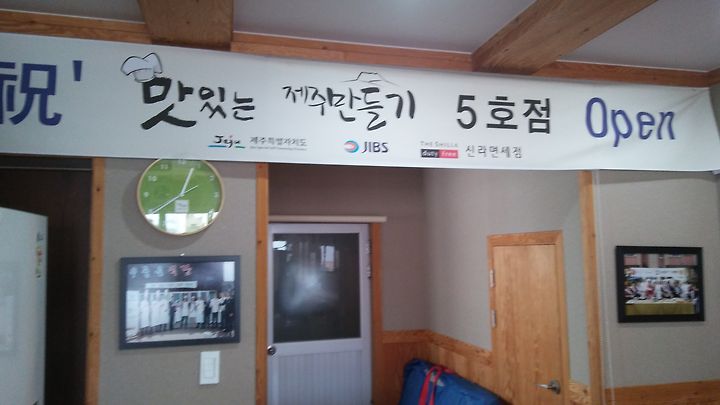 祝' 맛있는 제주만들기 5호점 Open
Jeju 제주특별자치도 JIBS THE SHILLA duty free 신라면세점